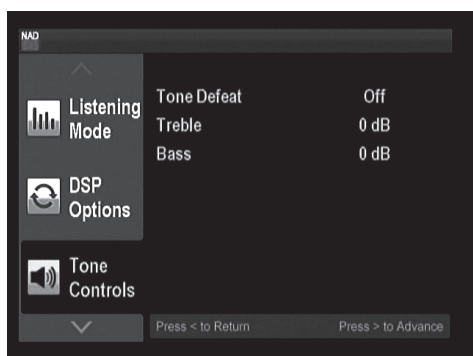 NAD
Listening
Mode
DSP
Options
Tone
Controls
Tone Defeat Off
Treble 0 dB
Bass 0 dB
Press < to Return Press > to Advance